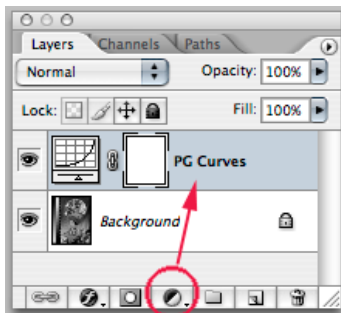 Layers Channels Paths
Normal Opacity: 100%
Lock: Fill: 100%
PG Curves
Background